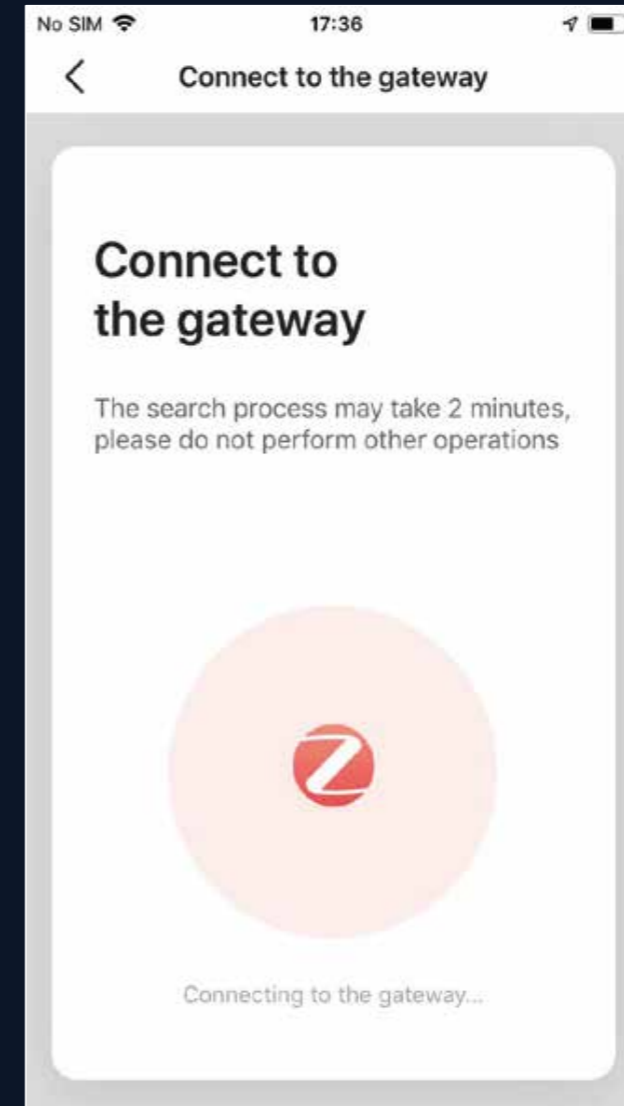 No SIM 17:36
Connect to the gateway
Connect to
the gateway
The search process may take 2 minutes,
please do not perform other operations
Z
Connecting to the gateway...